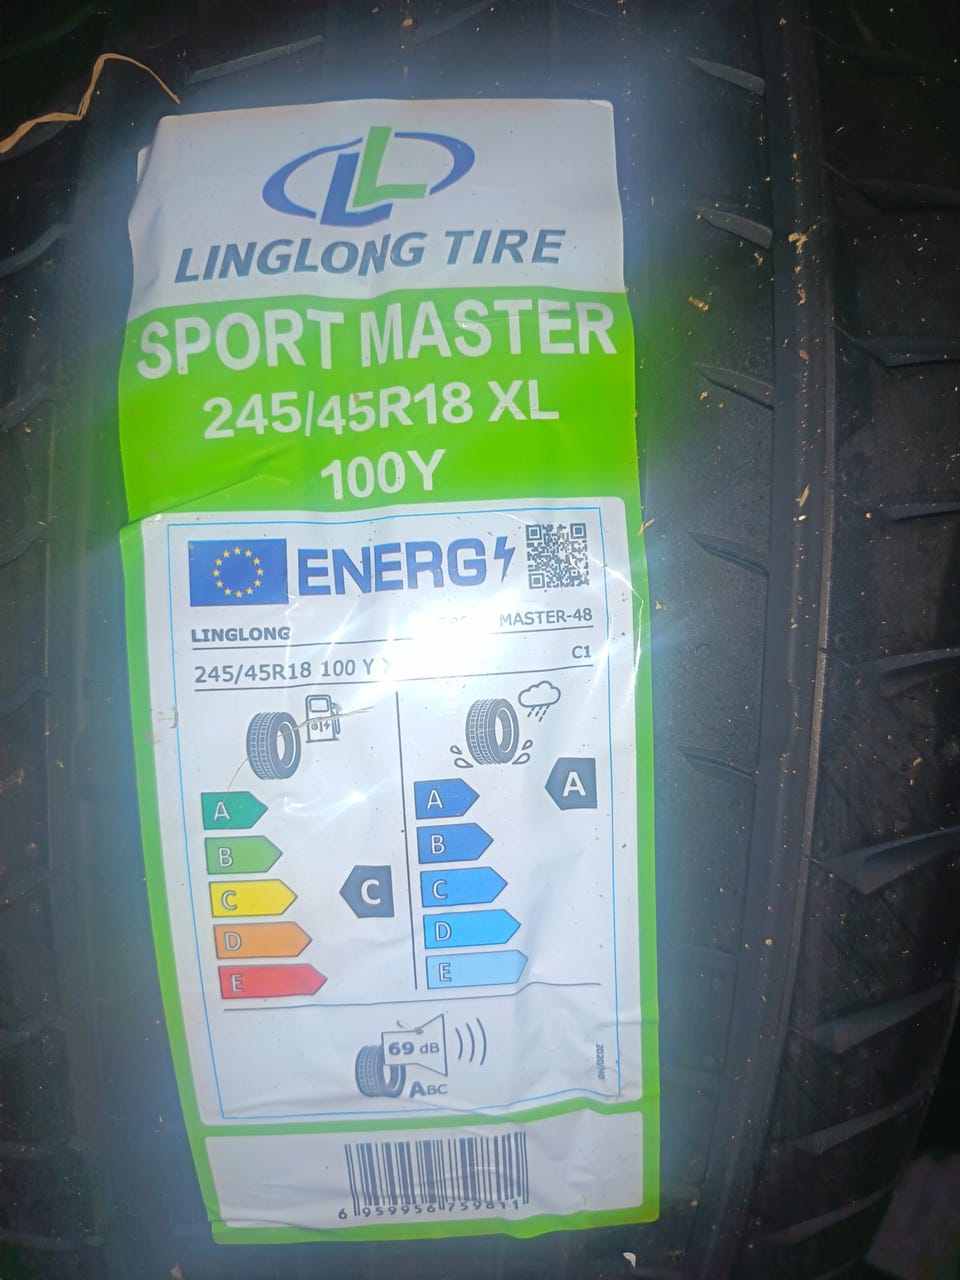 LL
LINGLONG TIRE
SPORT MASTER
245/45R18 XL
100Y
ENERG
LINGLONG MASTER-48
245/45R18 100 Y C1
A A A
B B
C C C
D D
E E
69 dB
ABC
6 959956 759811